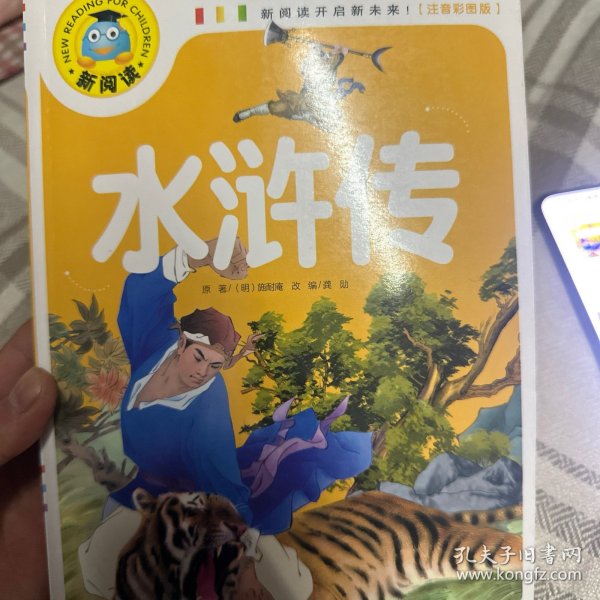 NEW READING FOR CHILDREN
新阅读
新阅读开启新未来！【注音彩图版】
水浒传
原 著/（明）施耐庵 改 编/龚 勋
孔夫子旧书网
www.kongfz.com